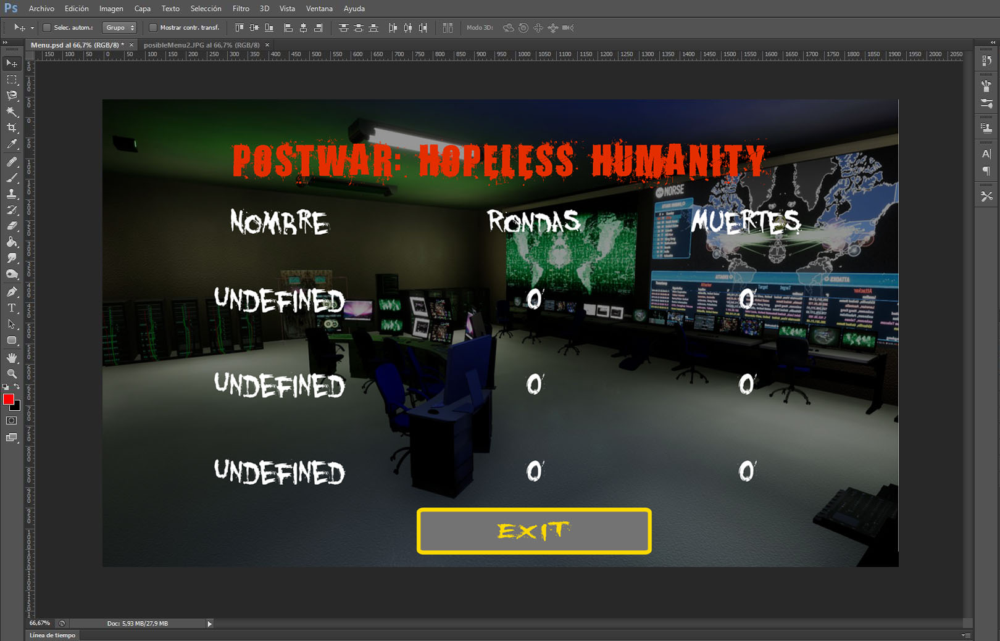 Ps Archivo Edición Imagen Capa Texto Selección Filtro 3D Vista Ventana Ayuda
Selec. autom.: Grupo Mostrar contr. transf. Modo 3D:
Menu.psd al 66,7% (RGB/8) * × posibleMenu2.JPG al 66,7% (RGB/8) ×
150 100 50 0 50 100 150 200 250 300 350 400 450 500 550 600 650 700 750 800 850 900 950 1000 1050 1100 1150 1200 1250 1300 1350 1400 1450 1500 1550 1600 1650 1700 1750 1800 1850 1900 1950 2000 2050
POSTWAR: HOPELESS HUMANITY
NORSE
NOMBRE RONDAS MUERTES
ATTACKS
UNDEFINED 0 0
UNDEFINED 0 0
UNDEFINED 0 0
EXIT
66,67% Doc: 5,93 MB/27,9 MB
Línea de tiempo